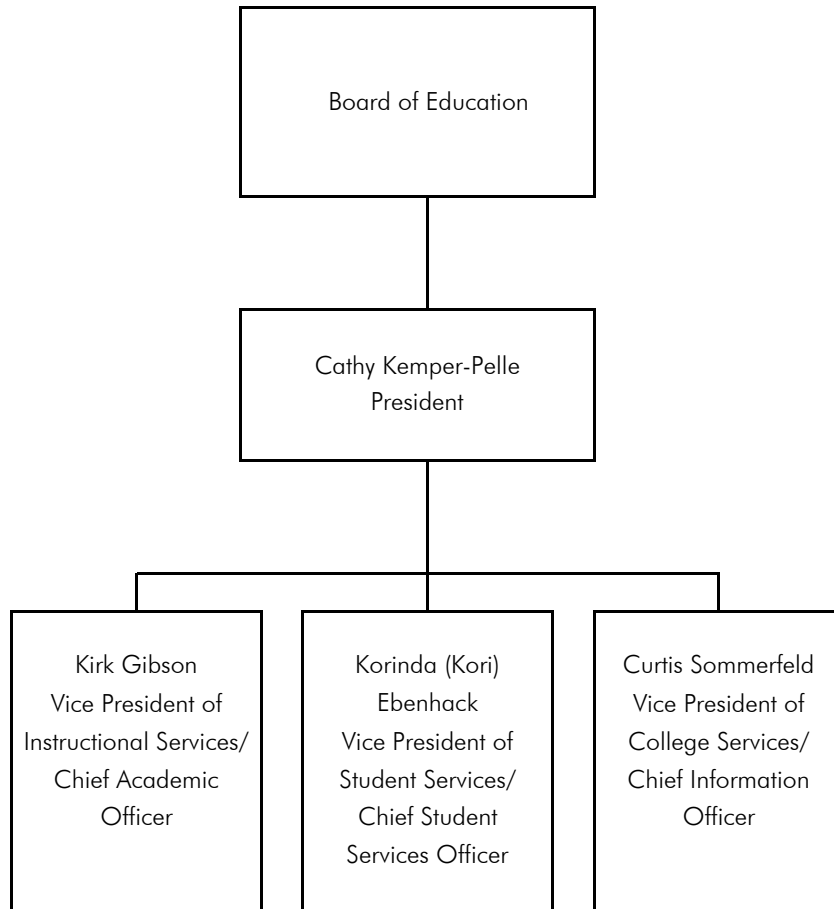 Board of Education
Cathy Kemper-Pelle
President
Kirk Gibson
Vice President of
Instructional Services/
Chief Academic
Officer
Korinda (Kori)
Ebenhack
Vice President of
Student Services/
Chief Student
Services Officer
Curtis Sommerfeld
Vice President of
College Services/
Chief Information
Officer